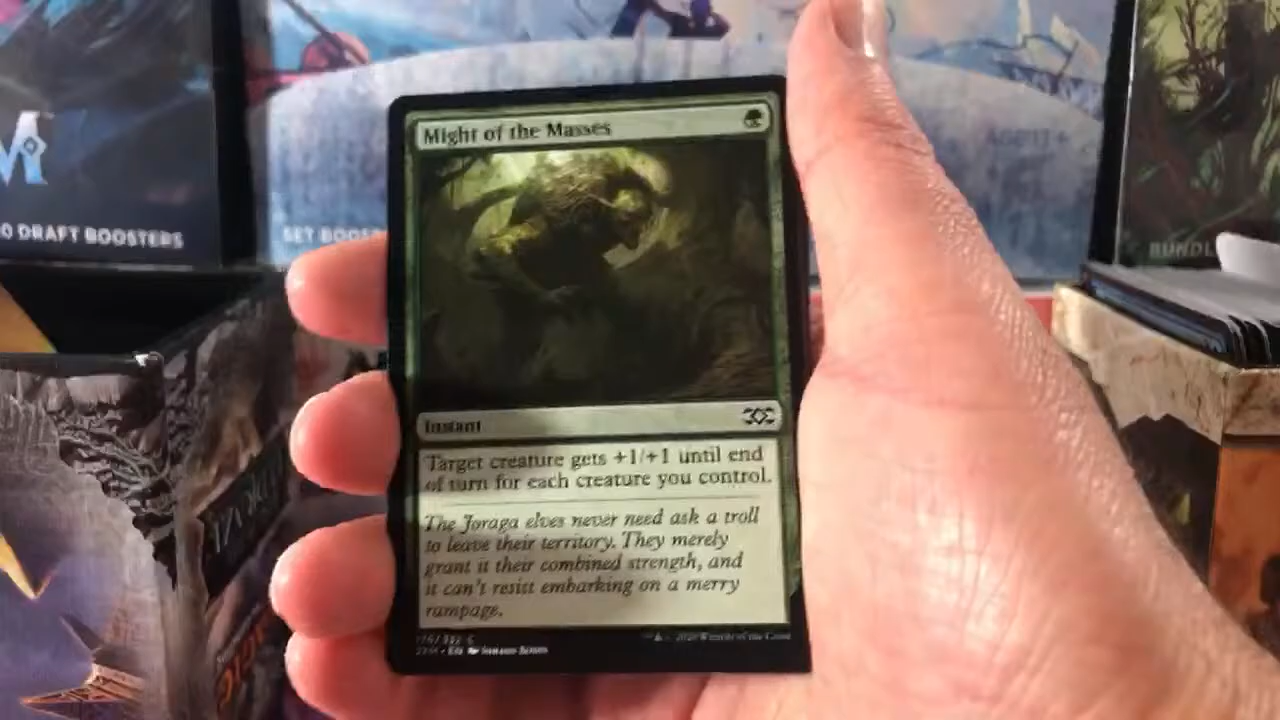 0 DRAFT BOOSTERS
SET BOOS
BUNDL
Might of the Masses
Instant
Target creature gets +1/+1 until end
of turn for each creature you control.
The Joraga elves never need ask a troll
to leave their territory. They merely
grant it their combined strength, and
it can't resist embarking on a merry
rampage.